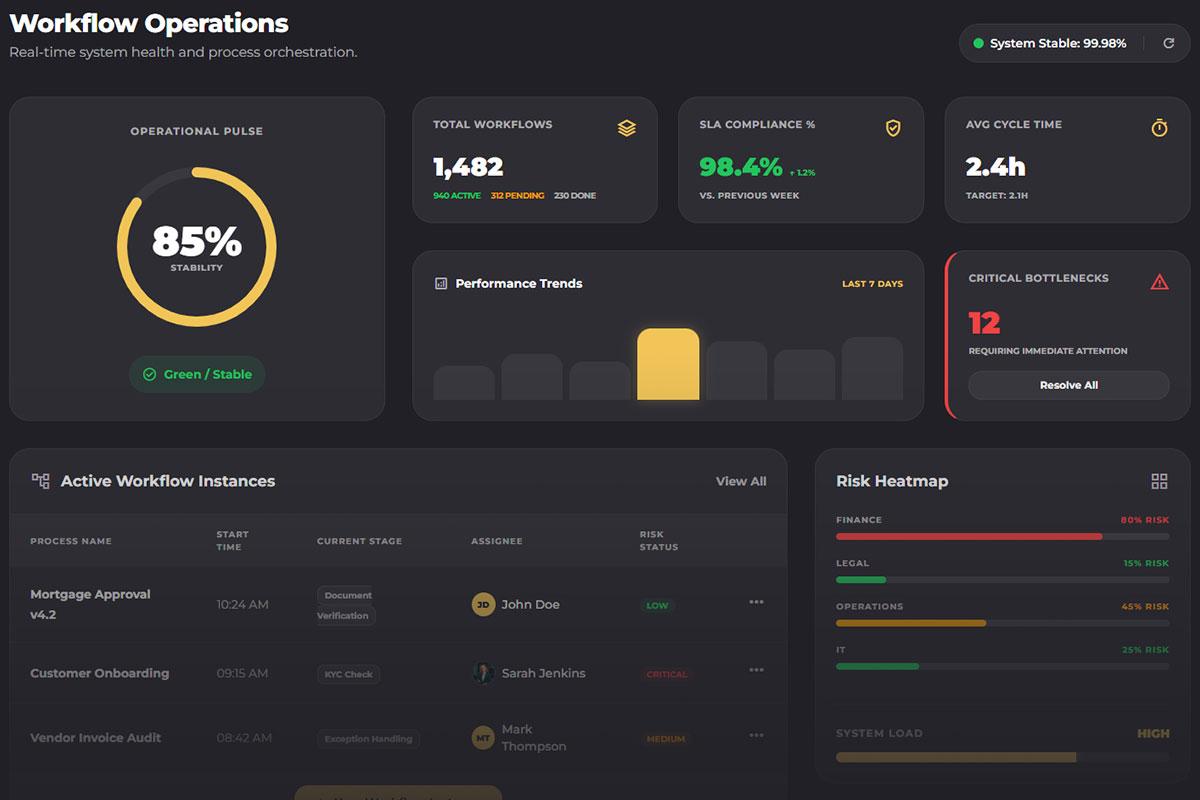 Workflow Operations
Real-time system health and process orchestration.
System Stable: 99.98%
OPERATIONAL PULSE
85%
STABILITY
Green / Stable
TOTAL WORKFLOWS
1,482
940 ACTIVE 312 PENDING 230 DONE
SLA COMPLIANCE %
98.4% ↑ 1.2%
VS. PREVIOUS WEEK
AVG CYCLE TIME
2.4h
TARGET: 2.1H
Performance Trends
LAST 7 DAYS
CRITICAL BOTTLENECKS
12
REQUIRING IMMEDIATE ATTENTION
Resolve All
Active Workflow Instances
View All
PROCESS NAME
START
TIME
CURRENT STAGE
ASSIGNEE
RISK
STATUS
Mortgage Approval
v4.2
10:24 AM
Document
Verification
JD
John Doe
LOW
Customer Onboarding
09:15 AM
KYC Check
Sarah Jenkins
CRITICAL
Vendor Invoice Audit
08:42 AM
Exception Handling
MT
Mark
Thompson
MEDIUM
Risk Heatmap
FINANCE
80% RISK
LEGAL
15% RISK
OPERATIONS
45% RISK
IT
25% RISK
SYSTEM LOAD
HIGH